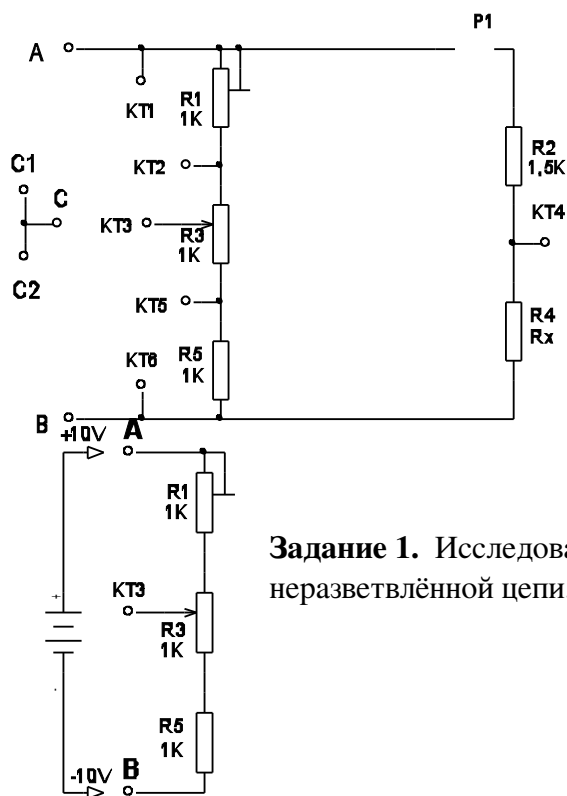 P1
A
KT1
R1
1K
R2
1,5K
C1
KT2
C
KT4
KT3
R3
1K
C2
KT5
R4
Rx
KT6
R5
1K
B
+10V
A
R1
1K
Задание 1. Исследова
неразветвлённой цепи
KT3
R3
1K
R5
1K
-10V
B